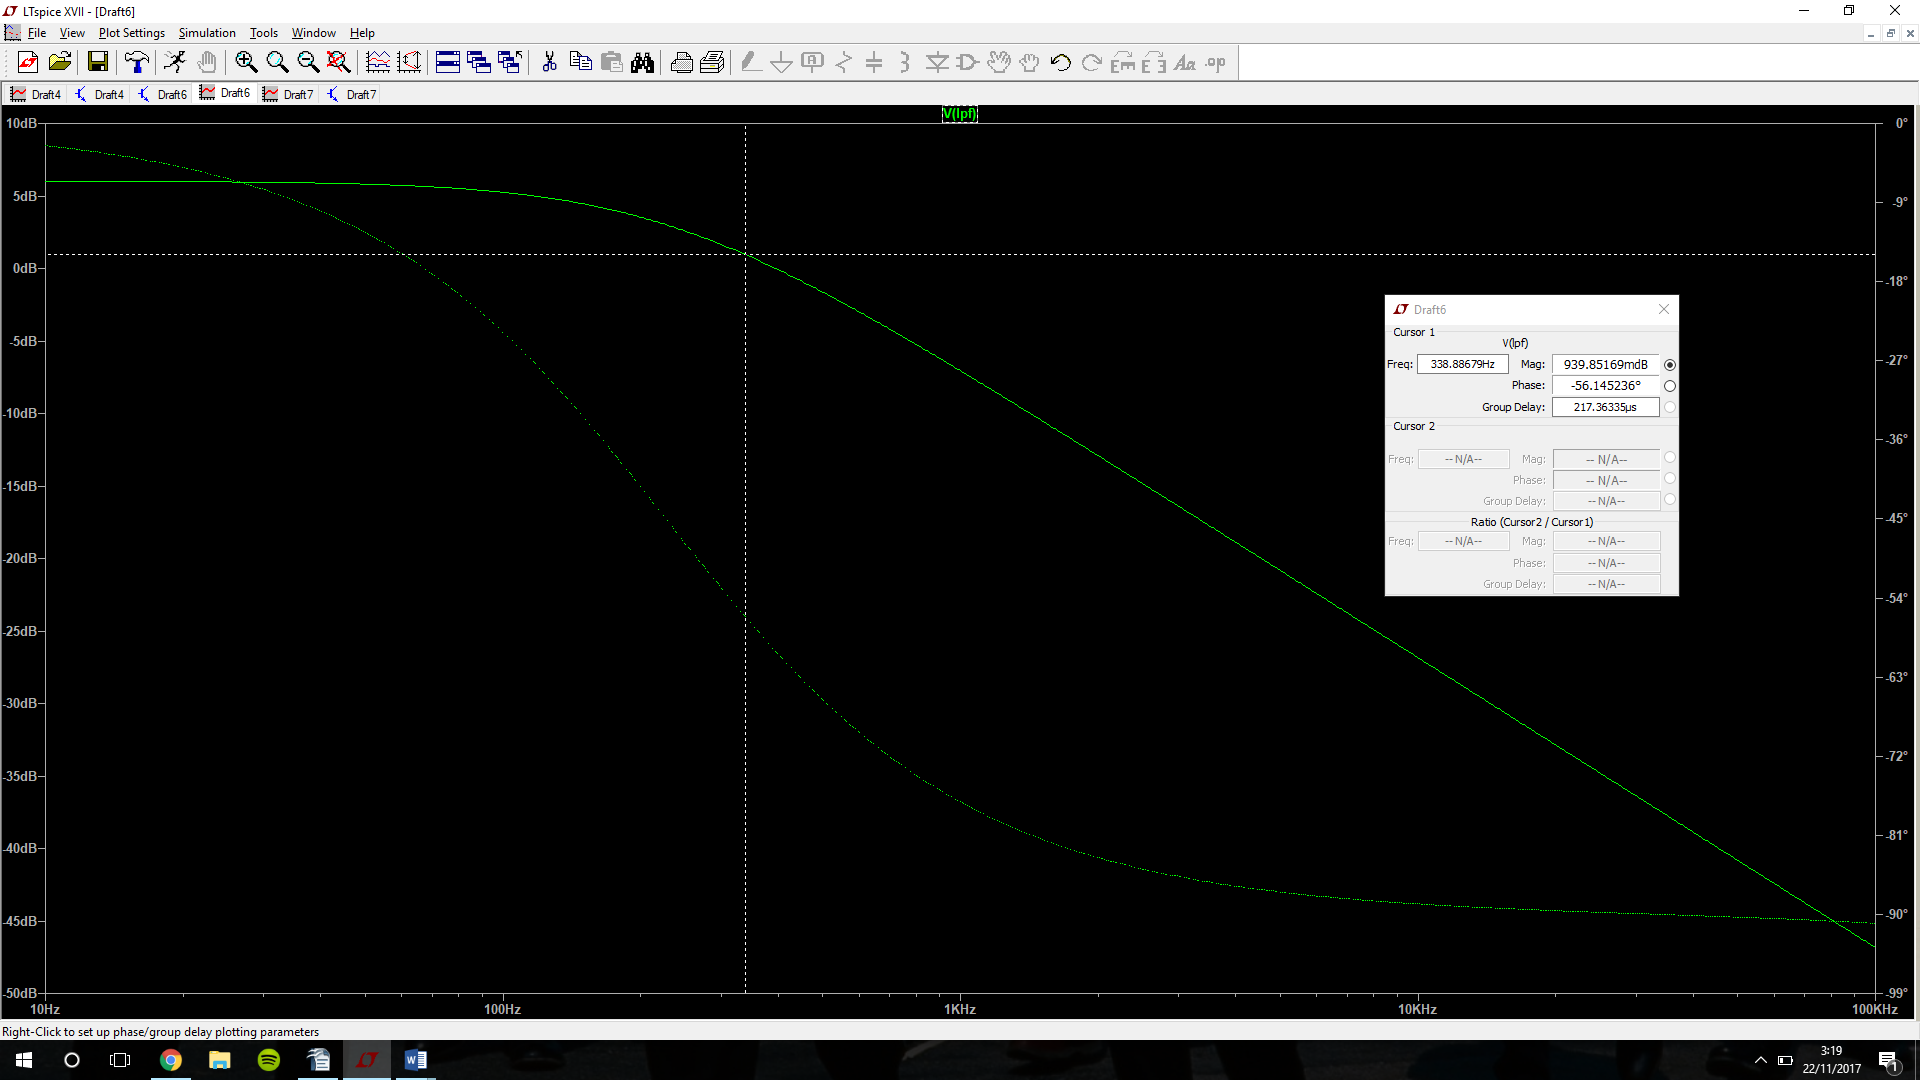 LTspice XVII - [Draft6]
File View Plot Settings Simulation Tools Window Help
Draft4 Draft4 Draft6 Draft6 Draft7 Draft7
V(lpf)
10dB
5dB
0dB
-5dB
-10dB
-15dB
-20dB
-25dB
-30dB
-35dB
-40dB
-45dB
-50dB
0°
-9°
-18°
-27°
-36°
-45°
-54°
-63°
-72°
-81°
-90°
-99°
10Hz 100Hz 1KHz 10KHz 100KHz
Draft6
Cursor 1
V(lpf)
Freq: 338.88679Hz Mag: 939.85169mdB
Phase: -56.145236°
Group Delay: 217.36335µs
Cursor 2
Freq: -- N/A-- Mag: -- N/A--
Phase: -- N/A--
Group Delay: -- N/A--
Ratio (Cursor2 / Cursor1)
Freq: -- N/A-- Mag: -- N/A--
Phase: -- N/A--
Group Delay: -- N/A--
Right-Click to set up phase/group delay plotting parameters
3:19
22/11/2017
1